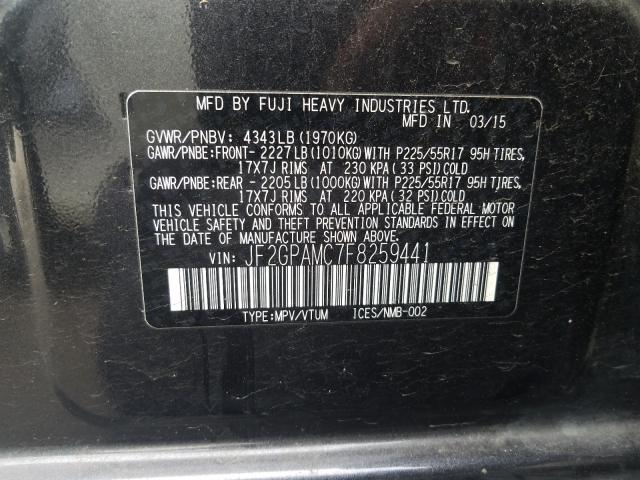 MFD BY FUJI HEAVY INDUSTRIES LTD.
MFD IN 03/15
GVWR/PNBV: 4343LB(1970KG)
GAWR/PNBE:FRONT- 2227LB(1010KG)WITH P225/55R17 95H TIRES,
17X7J RIMS AT 230 KPA(33 PSI)COLD
GAWR/PNBE:REAR - 2205LB(1000KG)WITH P225/55R17 95H TIRES,
17X7J RIMS AT 220 KPA(32 PSI)COLD
THIS VEHICLE CONFORMS TO ALL APPLICABLE FEDERAL MOTOR
VEHICLE SAFETY AND THEFT PREVENTION STANDARDS IN EFFECT ON
THE DATE OF MANUFACTURE SHOWN ABOVE.
VIN: JF2GPAMC7F8259441
TYPE:MPV/VTUM ICES/NMB-002